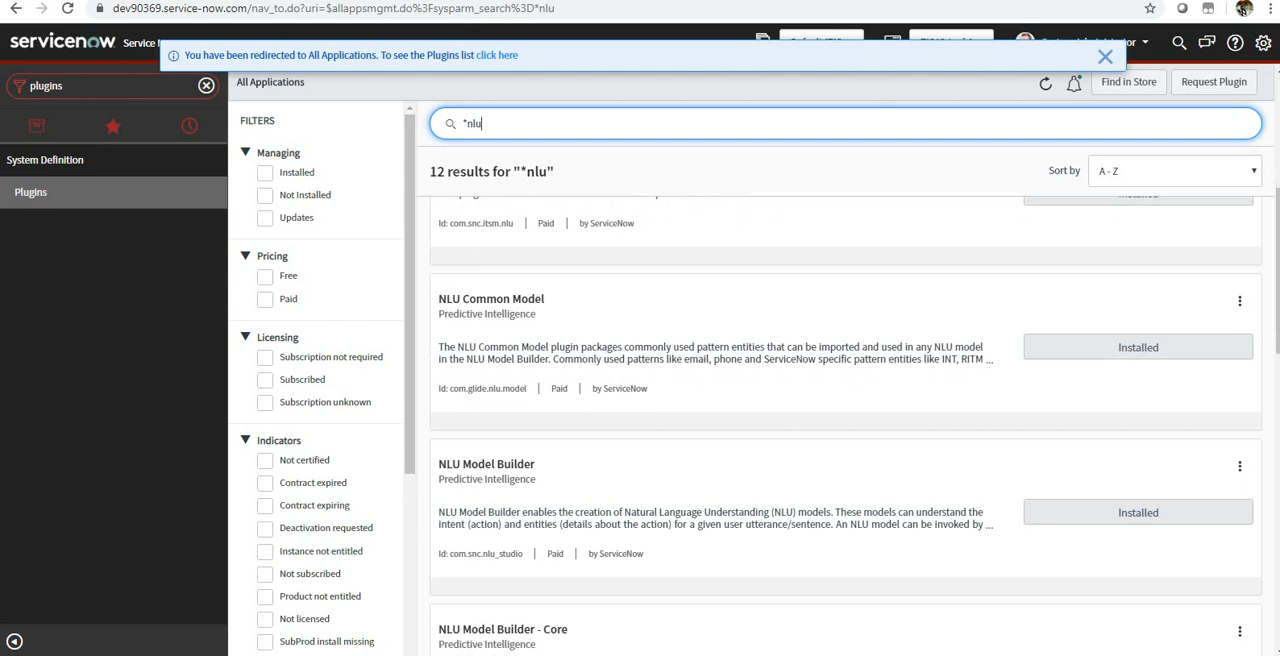 dev90369.service-now.com/nav_to.do?uri=$allappsmgmt.do%3Fsysparm_search%3D*nlu
servicenow Service
You have been redirected to All Applications. To see the Plugins list click here
plugins
All Applications
Find in Store
Request Plugin
FILTERS
*nlu
System Definition
Plugins
Managing
Installed
Not Installed
Updates
12 results for "*nlu"
Sort by
A - Z
Id: com.snc.itsm.nlu | Paid | by ServiceNow
Pricing
Free
Paid
NLU Common Model
Predictive Intelligence
The NLU Common Model plugin packages commonly used pattern entities that can be imported and used in any NLU model
in the NLU Model Builder. Commonly used patterns like email, phone and ServiceNow specific pattern entities like INT, RITM ...
Installed
Id: com.glide.nlu.model | Paid | by ServiceNow
Licensing
Subscription not required
Subscribed
Subscription unknown
Indicators
Not certified
Contract expired
Contract expiring
Deactivation requested
Instance not entitled
Not subscribed
Product not entitled
Not licensed
SubProd install missing
NLU Model Builder
Predictive Intelligence
NLU Model Builder enables the creation of Natural Language Understanding (NLU) models. These models can understand the
intent (action) and entities (details about the action) for a given user utterance/sentence. An NLU model can be invoked by ...
Installed
Id: com.snc.nlu_studio | Paid | by ServiceNow
NLU Model Builder - Core
Predictive Intelligence